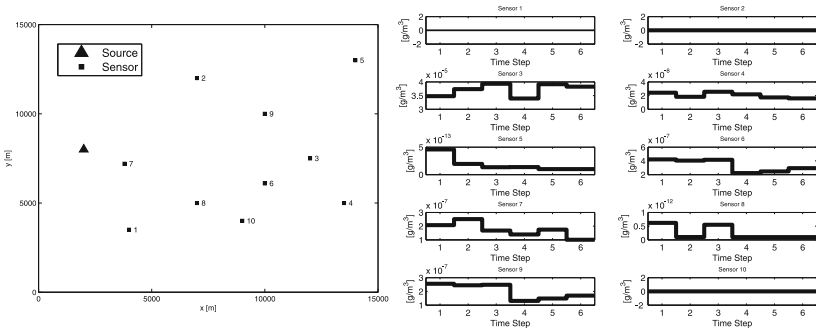 15000
10000
5000
0
0
5000
10000
15000
y [m]
x [m]
Source
Sensor
1
2
3
4
5
6
7
8
9
10
Sensor 1
2
0
−2
[g/m³]
1 2 3 4 5 6
Time Step
Sensor 2
2
0
−2
[g/m³]
1 2 3 4 5 6
Time Step
Sensor 3
x 10⁻⁵
4
3.5
3
[g/m³]
1 2 3 4 5 6
Time Step
Sensor 4
x 10⁻⁸
4
2
0
[g/m³]
1 2 3 4 5 6
Time Step
Sensor 5
x 10⁻¹³
5
0
[g/m³]
1 2 3 4 5 6
Time Step
Sensor 6
x 10⁻⁷
6
4
2
[g/m³]
1 2 3 4 5 6
Time Step
Sensor 7
x 10⁻⁷
3
2
1
[g/m³]
1 2 3 4 5 6
Time Step
Sensor 8
x 10⁻¹²
1
0.5
0
[g/m³]
1 2 3 4 5 6
Time Step
Sensor 9
x 10⁻⁷
3
2
1
[g/m³]
1 2 3 4 5 6
Time Step
Sensor 10
2
0
−2
[g/m³]
1 2 3 4 5 6
Time Step